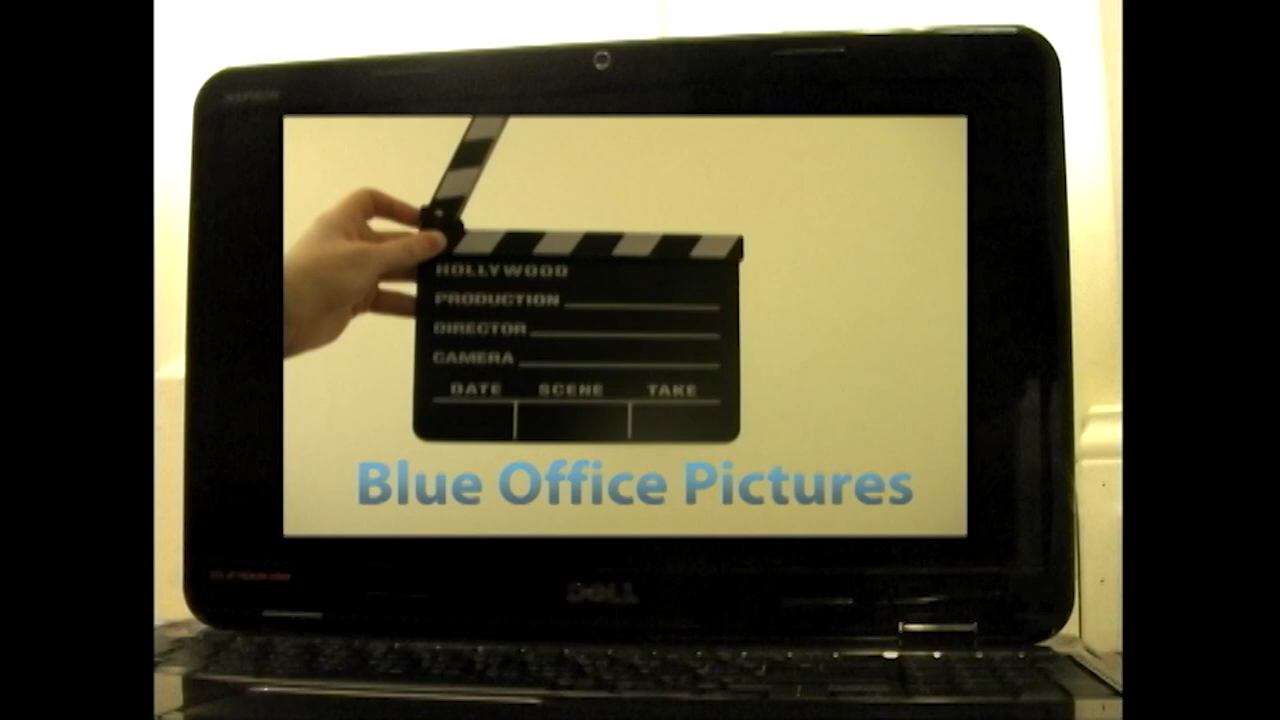 HOLLYWOOD
PRODUCTION
DIRECTOR
CAMERA
DATE SCENE TAKE
Blue Office Pictures
DELL